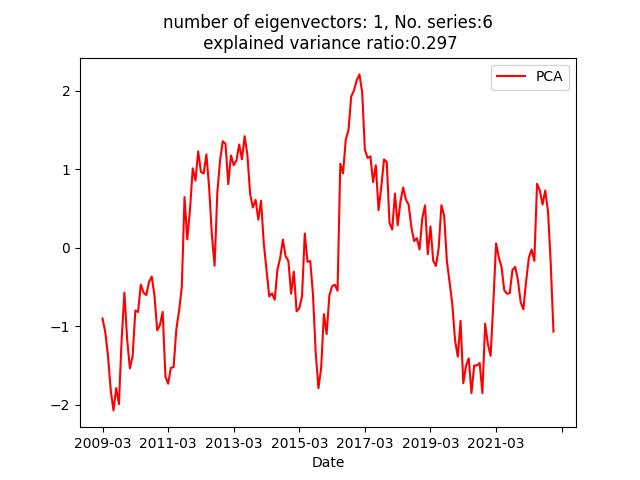 number of eigenvectors: 1, No. series:6
explained variance ratio:0.297
PCA
2
1
0
−1
−2
2009-03 2011-03 2013-03 2015-03 2017-03 2019-03 2021-03
Date